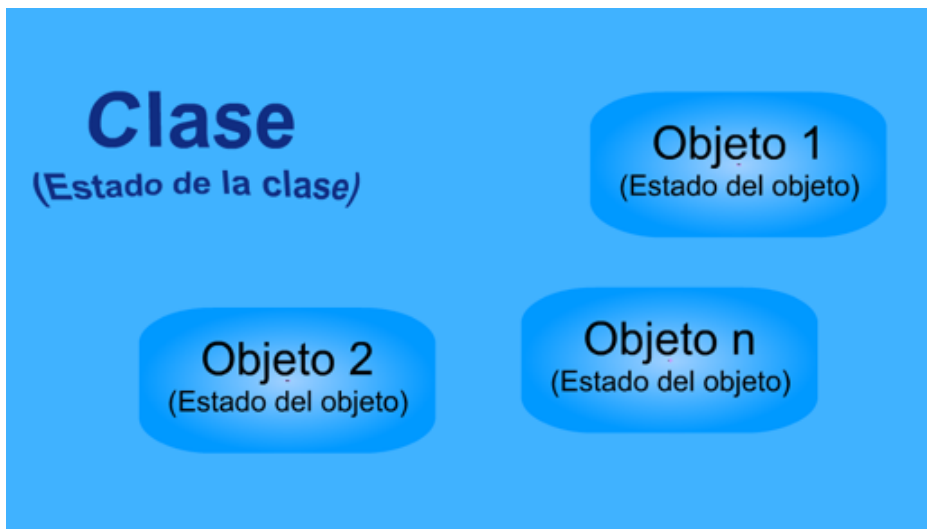 Clase
(Estado de la clase)
Objeto 1
(Estado del objeto)
Objeto 2
(Estado del objeto)
Objeto n
(Estado del objeto)